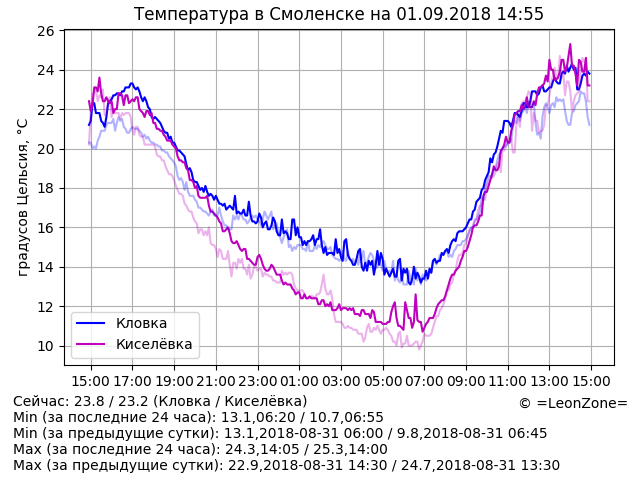 Температура в Смоленске на 01.09.2018 14:55
градусов Цельсия, °C
26
24
22
20
18
16
14
12
10
Кловка
Киселёвка
15:00 17:00 19:00 21:00 23:00 01:00 03:00 05:00 07:00 09:00 11:00 13:00 15:00
Сейчас: 23.8 / 23.2 (Кловка / Киселёвка)
© =LeonZone=
Min (за последние 24 часа): 13.1,06:20 / 10.7,06:55
Min (за предыдущие сутки): 13.1,2018-08-31 06:00 / 9.8,2018-08-31 06:45
Max (за последние 24 часа): 24.3,14:05 / 25.3,14:00
Max (за предыдущие сутки): 22.9,2018-08-31 14:30 / 24.7,2018-08-31 13:30